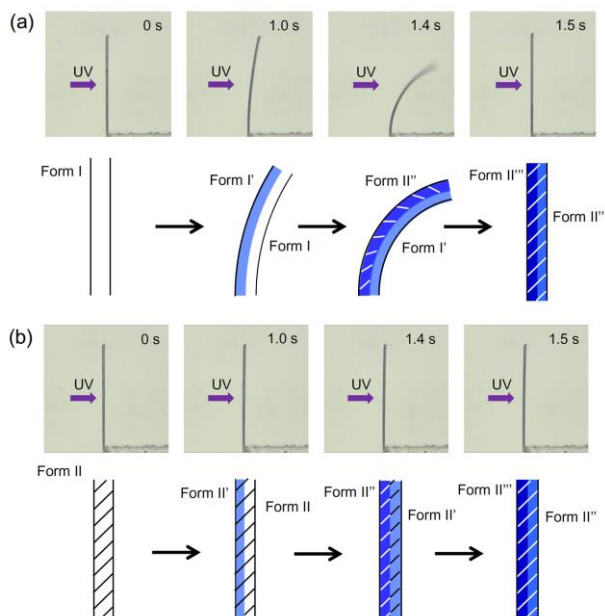 (a)
0 s
1.0 s
1.4 s
1.5 s
UV
UV
UV
UV
Form I
Form I'
Form I
Form II''
Form I'
Form II'''
Form II''
(b)
0 s
1.0 s
1.4 s
1.5 s
UV
UV
UV
UV
Form II
Form II'
Form II
Form II''
Form II'
Form II'''
Form II''